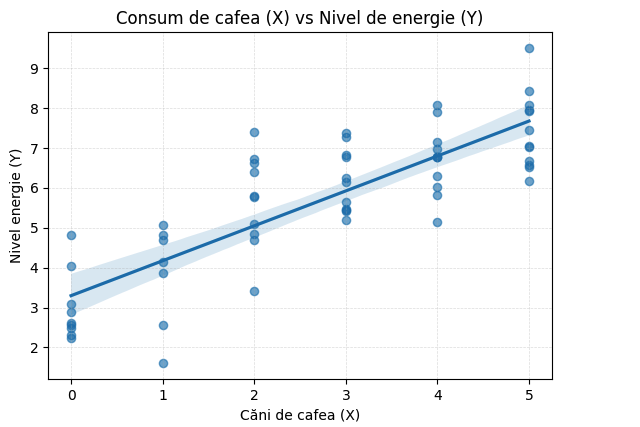 Consum de cafea (X) vs Nivel de energie (Y)
Nivel energie (Y)
9
8
7
6
5
4
3
2
0 1 2 3 4 5
Căni de cafea (X)